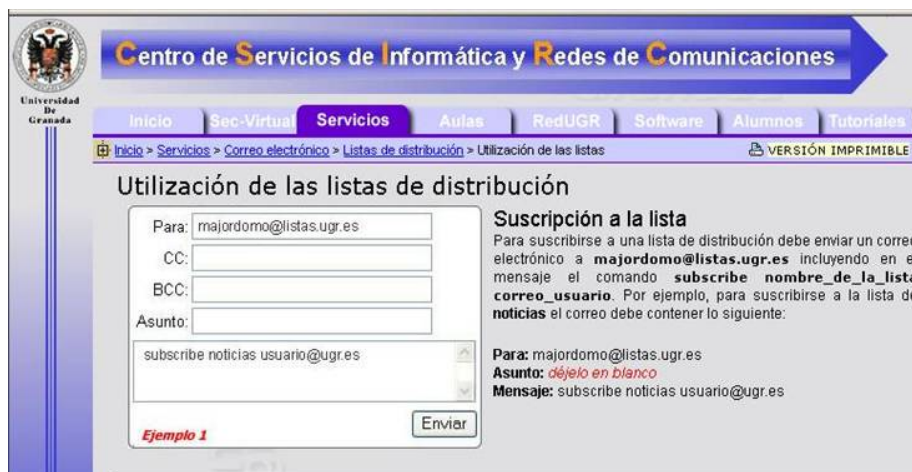 Centro de Servicios de Informática y Redes de Comunicaciones
Universidad
De
Granada
Inicio Sec-Virtual Servicios Aulas RedUGR Software Alumnos Tutoriales
Inicio > Servicios > Correo electrónico > Listas de distribución > Utilización de las listas VERSIÓN IMPRIMIBLE
Utilización de las listas de distribución
Para: majordomo@listas.ugr.es
CC:
BCC:
Asunto:
subscribe noticias usuario@ugr.es
Ejemplo 1
Enviar
Suscripción a la lista
Para suscribirse a una lista de distribución debe enviar un correo
electrónico a majordomo@listas.ugr.es incluyendo en el
mensaje el comando subscribe nombre_de_la_lista
correo_usuario. Por ejemplo, para suscribirse a la lista de
noticias el correo debe contener lo siguiente:
Para: majordomo@listas.ugr.es
Asunto: déjelo en blanco
Mensaje: subscribe noticias usuario@ugr.es